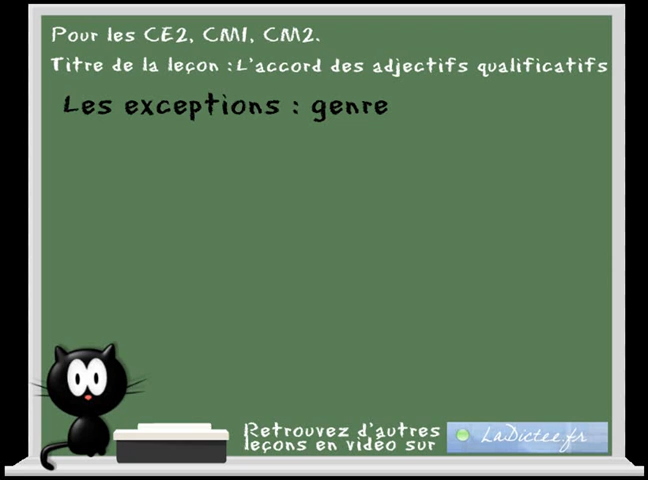 Pour les CE2, CM1, CM2.
Titre de la leçon :L'accord des adjectifs qualificatifs
Les exceptions : genre
Retrouvez d'autres
leçons en vidéo sur
LaDictee.fr